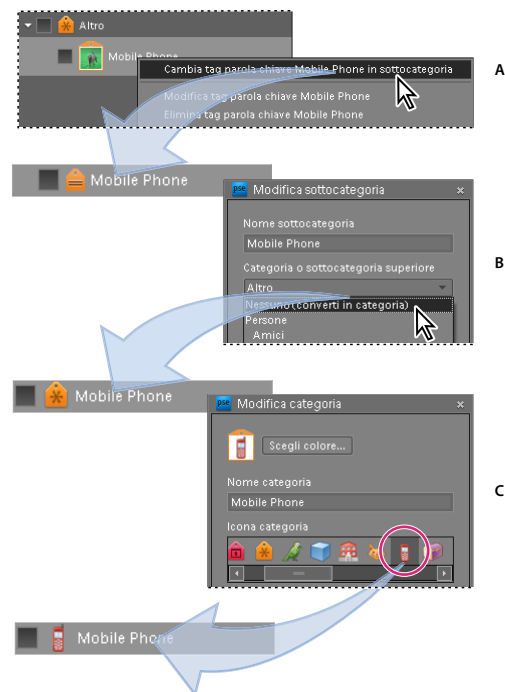 Altro
Mobile Phone
Cambia tag parola chiave Mobile Phone in sottocategoria
A
Modifica tag parola chiave Mobile Phone
Elimina tag parola chiave Mobile Phone
Mobile Phone
pse Modifica sottocategoria ×
Nome sottocategoria
Mobile Phone
Categoria o sottocategoria superiore
B
Altro
Nessuno (converti in categoria)
Persone
Amici
Mobile Phone
pse Modifica categoria ×
Scegli colore...
Nome categoria
C
Mobile Phone
Icona categoria
Mobile Phone